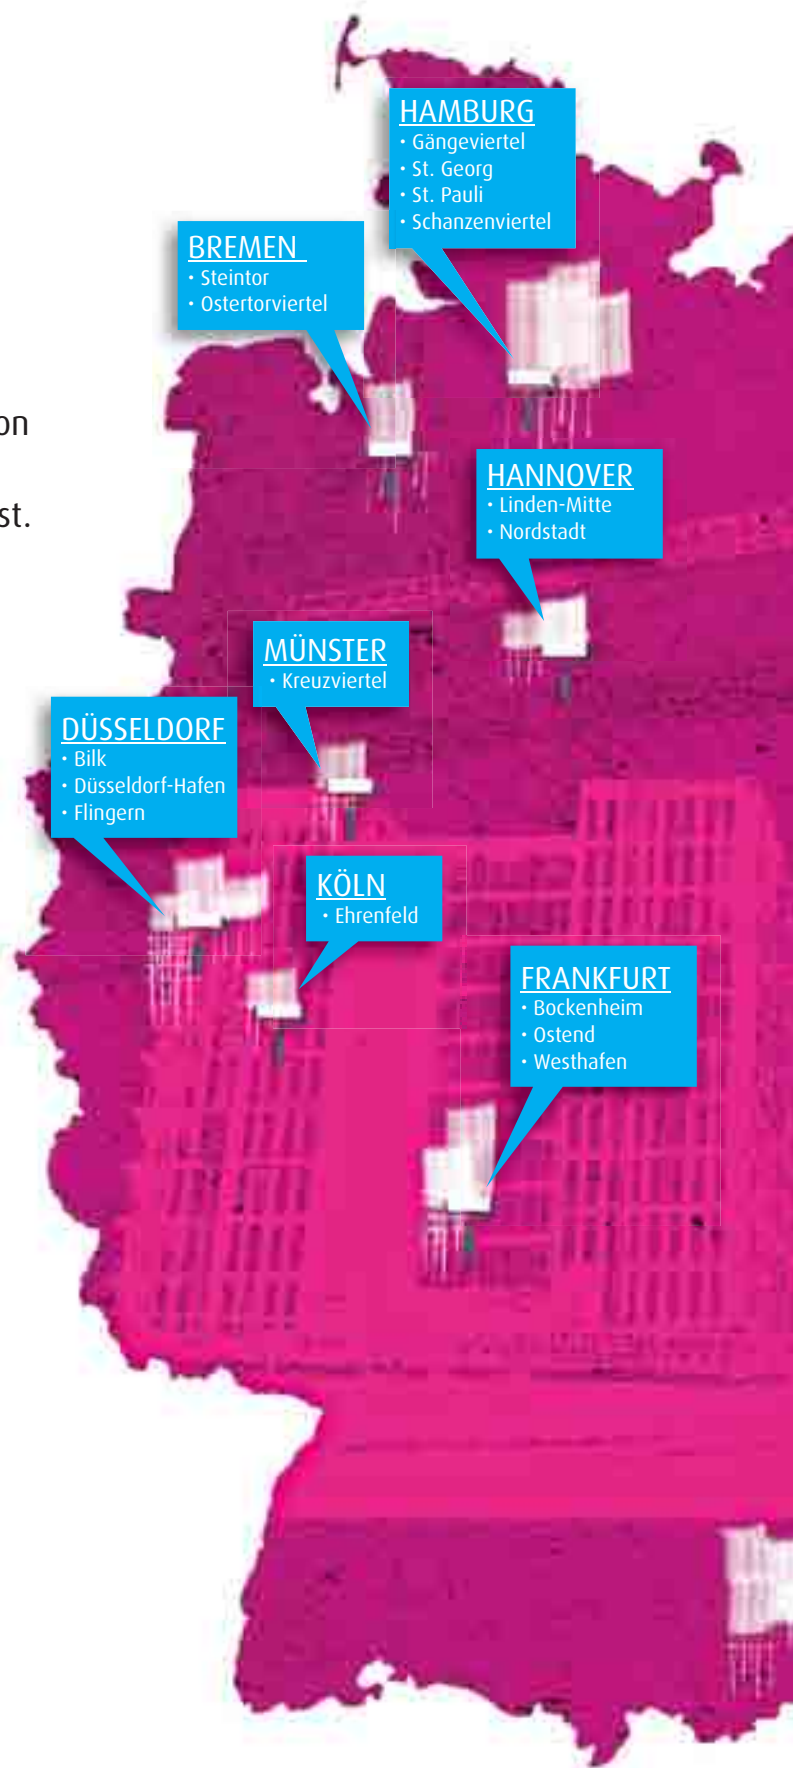 HAMBURG
· Gängeviertel
· St. Georg
· St. Pauli
· Schanzenviertel
BREMEN
· Steintor
· Ostertorviertel
on
st.
HANNOVER
· Linden-Mitte
· Nordstadt
MÜNSTER
· Kreuzviertel
DÜSSELDORF
· Bilk
· Düsseldorf-Hafen
· Flingern
KÖLN
· Ehrenfeld
FRANKFURT
· Bockenheim
· Ostend
· Westhafen